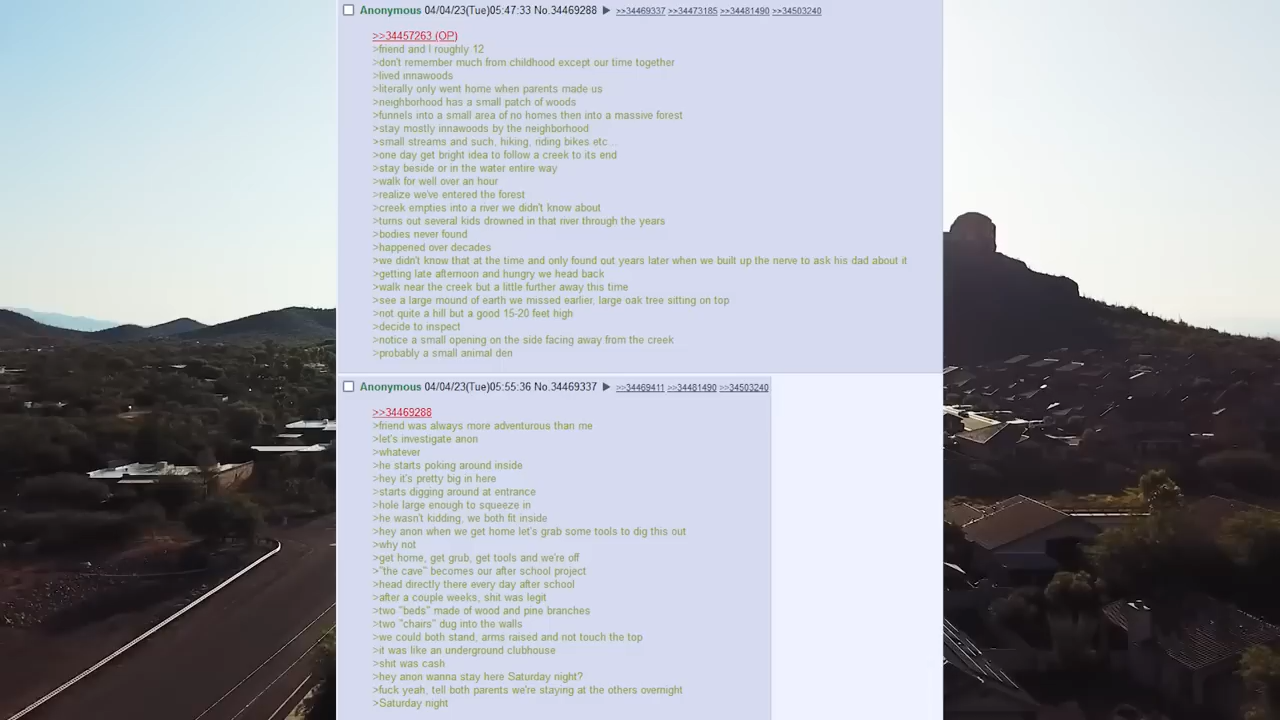 Anonymous 04/04/23(Tue)05:47:33 No.34469288 ▶ >>34469337 >>34473185 >>34481490 >>34503240
>>34457263 (OP)
>friend and I roughly 12
>don't remember much from childhood except our time together
>lived innawoods
>literally only went home when parents made us
>neighborhood has a small patch of woods
>funnels into a small area of no homes then into a massive forest
>stay mostly innawoods by the neighborhood
>small streams and such, hiking, riding bikes etc...
>one day get bright idea to follow a creek to its end
>stay beside or in the water entire way
>walk for well over an hour
>realize we've entered the forest
>creek empties into a river we didn't know about
>turns out several kids drowned in that river through the years
>bodies never found
>happened over decades
>we didn't know that at the time and only found out years later when we built up the nerve to ask his dad about it
>getting late afternoon and hungry we head back
>walk near the creek but a little further away this time
>see a large mound of earth we missed earlier, large oak tree sitting on top
>not quite a hill but a good 15-20 feet high
>decide to inspect
>notice a small opening on the side facing away from the creek
>probably a small animal den
Anonymous 04/04/23(Tue)05:55:36 No.34469337 ▶ >>34469411 >>34481490 >>34503240
>>34469288
>friend was always more adventurous than me
>let's investigate anon
>whatever
>he starts poking around inside
>hey it's pretty big in here
>starts digging around at entrance
>hole large enough to squeeze in
>he wasn't kidding, we both fit inside
>hey anon when we get home let's grab some tools to dig this out
>why not
>get home, get grub, get tools and we're off
>"the cave" becomes our after school project
>head directly there every day after school
>after a couple weeks, shit was legit
>two "beds" made of wood and pine branches
>two "chairs" dug into the walls
>we could both stand, arms raised and not touch the top
>it was like an underground clubhouse
>shit was cash
>hey anon wanna stay here Saturday night?
>fuck yeah, tell both parents we're staying at the others overnight
>Saturday night